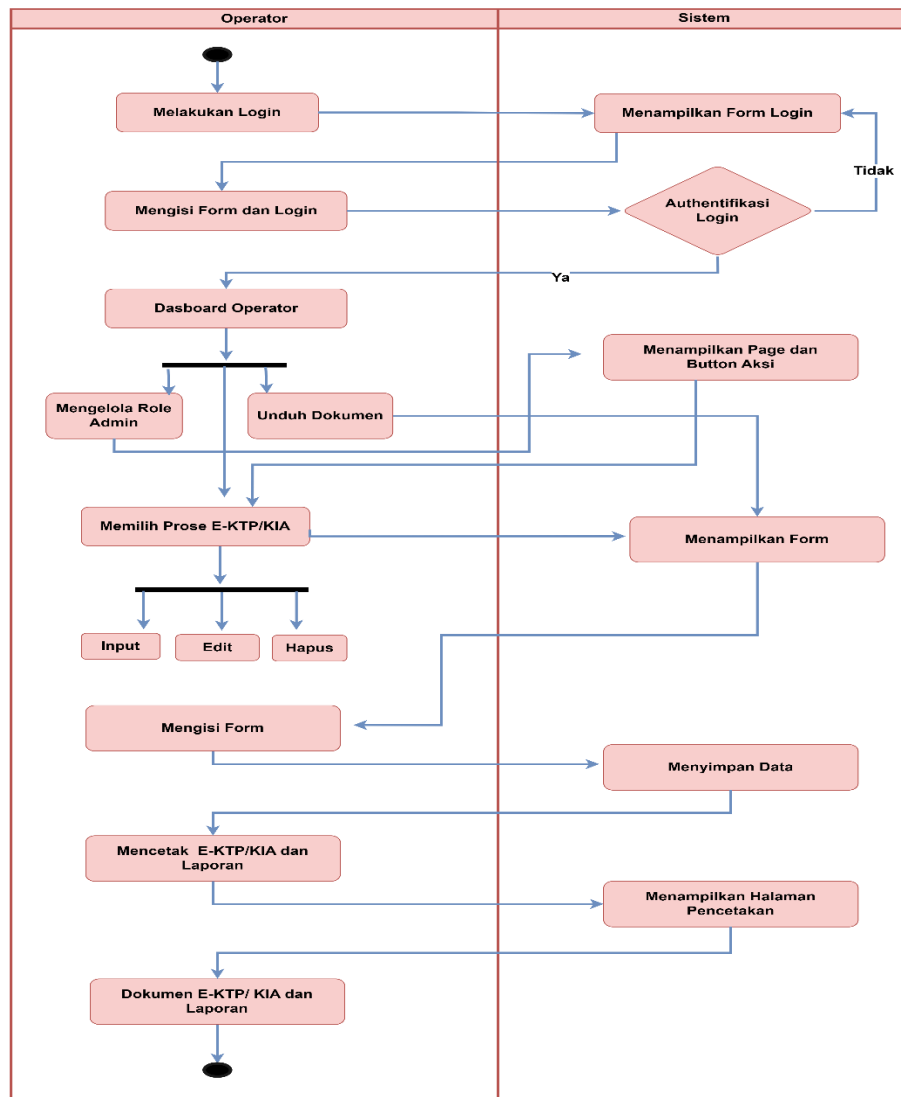 Operator
Sistem
Melakukan Login
Menampilkan Form Login
Tidak
Mengisi Form dan Login
Authentifikasi
Login
Ya
Dasboard Operator
Menampilkan Page dan
Button Aksi
Mengelola Role
Admin
Unduh Dokumen
Memilih Prose E-KTP/KIA
Menampilkan Form
Input
Edit
Hapus
Mengisi Form
Menyimpan Data
Mencetak E-KTP/KIA dan
Laporan
Menampilkan Halaman
Pencetakan
Dokumen E-KTP/ KIA dan
Laporan